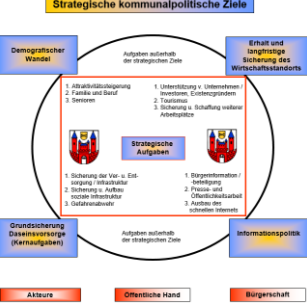 Strategische kommunalpolitische Ziele
Demografischer
Wandel
Aufgaben außerhalb
der strategischen Ziele
Erhalt und
langfristige
Sicherung des
Wirtschaftsstandorts
1. Attraktivitätssteigerung
2. Familie und Beruf
3. Senioren
1. Unterstützung v. Unternehmen /
Investoren, Existenzgründern
2. Tourismus
3. Sicherung u. Schaffung weiterer
Arbeitsplätze
Strategische
Aufgaben
1. Sicherung der Ver- u. Ent-
sorgung / Infrastruktur
2. Sicherung u. Aufbau
soziale Infrastruktur
3. Gefahrenabwehr
1. Bürgerinformation /
-beteiligung
2. Presse- und
Öffentlichkeitsarbeit
3. Ausbau des
schnellen Internets
Grundsicherung
Daseinsvorsorge
(Kernaufgaben)
Aufgaben außerhalb
der strategischen Ziele
Informationspolitik
Akteure
Öffentliche Hand
Bürgerschaft